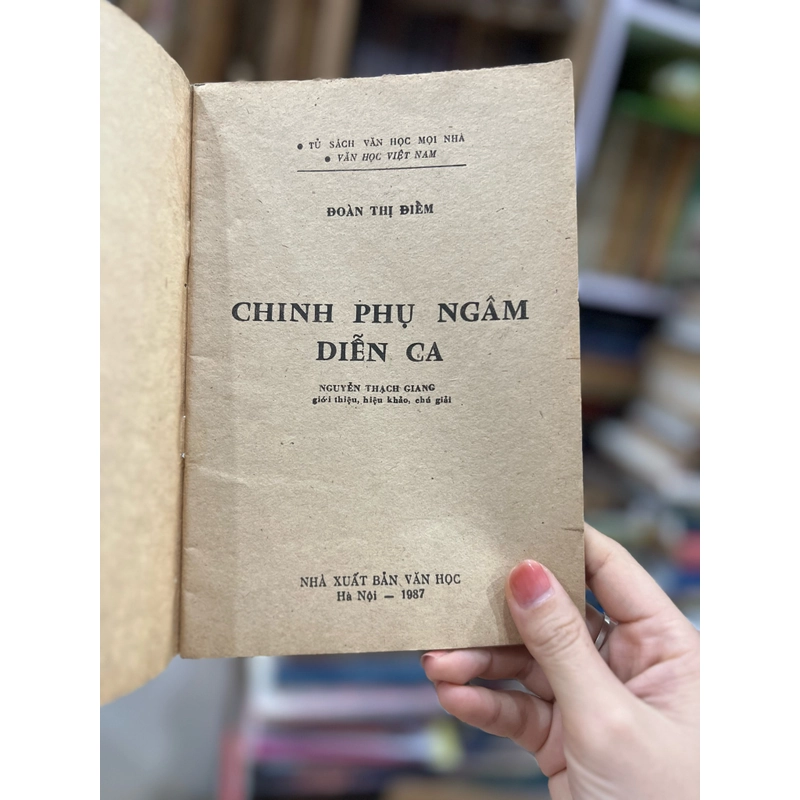 ● TỦ SÁCH VĂN HỌC MỌI NHÀ
● VĂN HỌC VIỆT NAM
ĐOÀN THỊ ĐIỂM
CHINH PHỤ NGÂM
DIỄN CA
NGUYỄN THẠCH GIANG
giới thiệu, hiệu khảo, chú giải
NHÀ XUẤT BẢN VĂN HỌC
Hà Nội — 1987